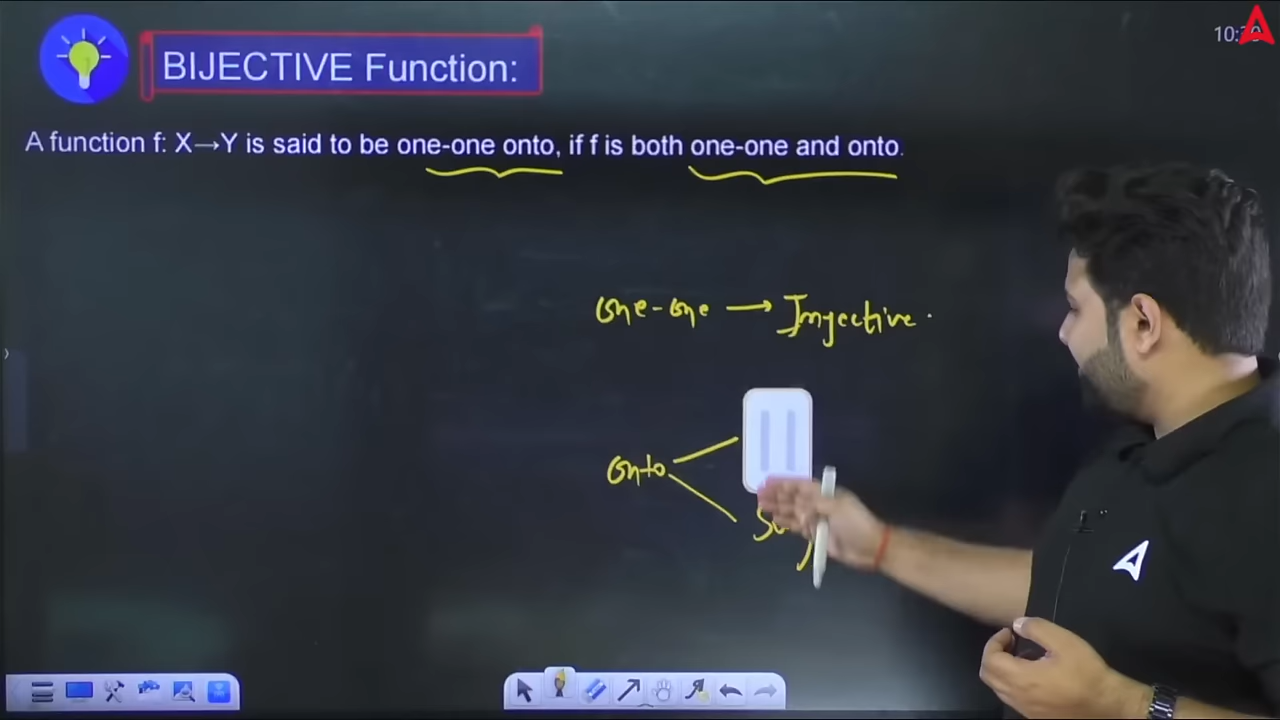 BIJECTIVE Function:
10:
A function f: X→Y is said to be one-one onto, if f is both one-one and onto.
one-one → Injective.
onto